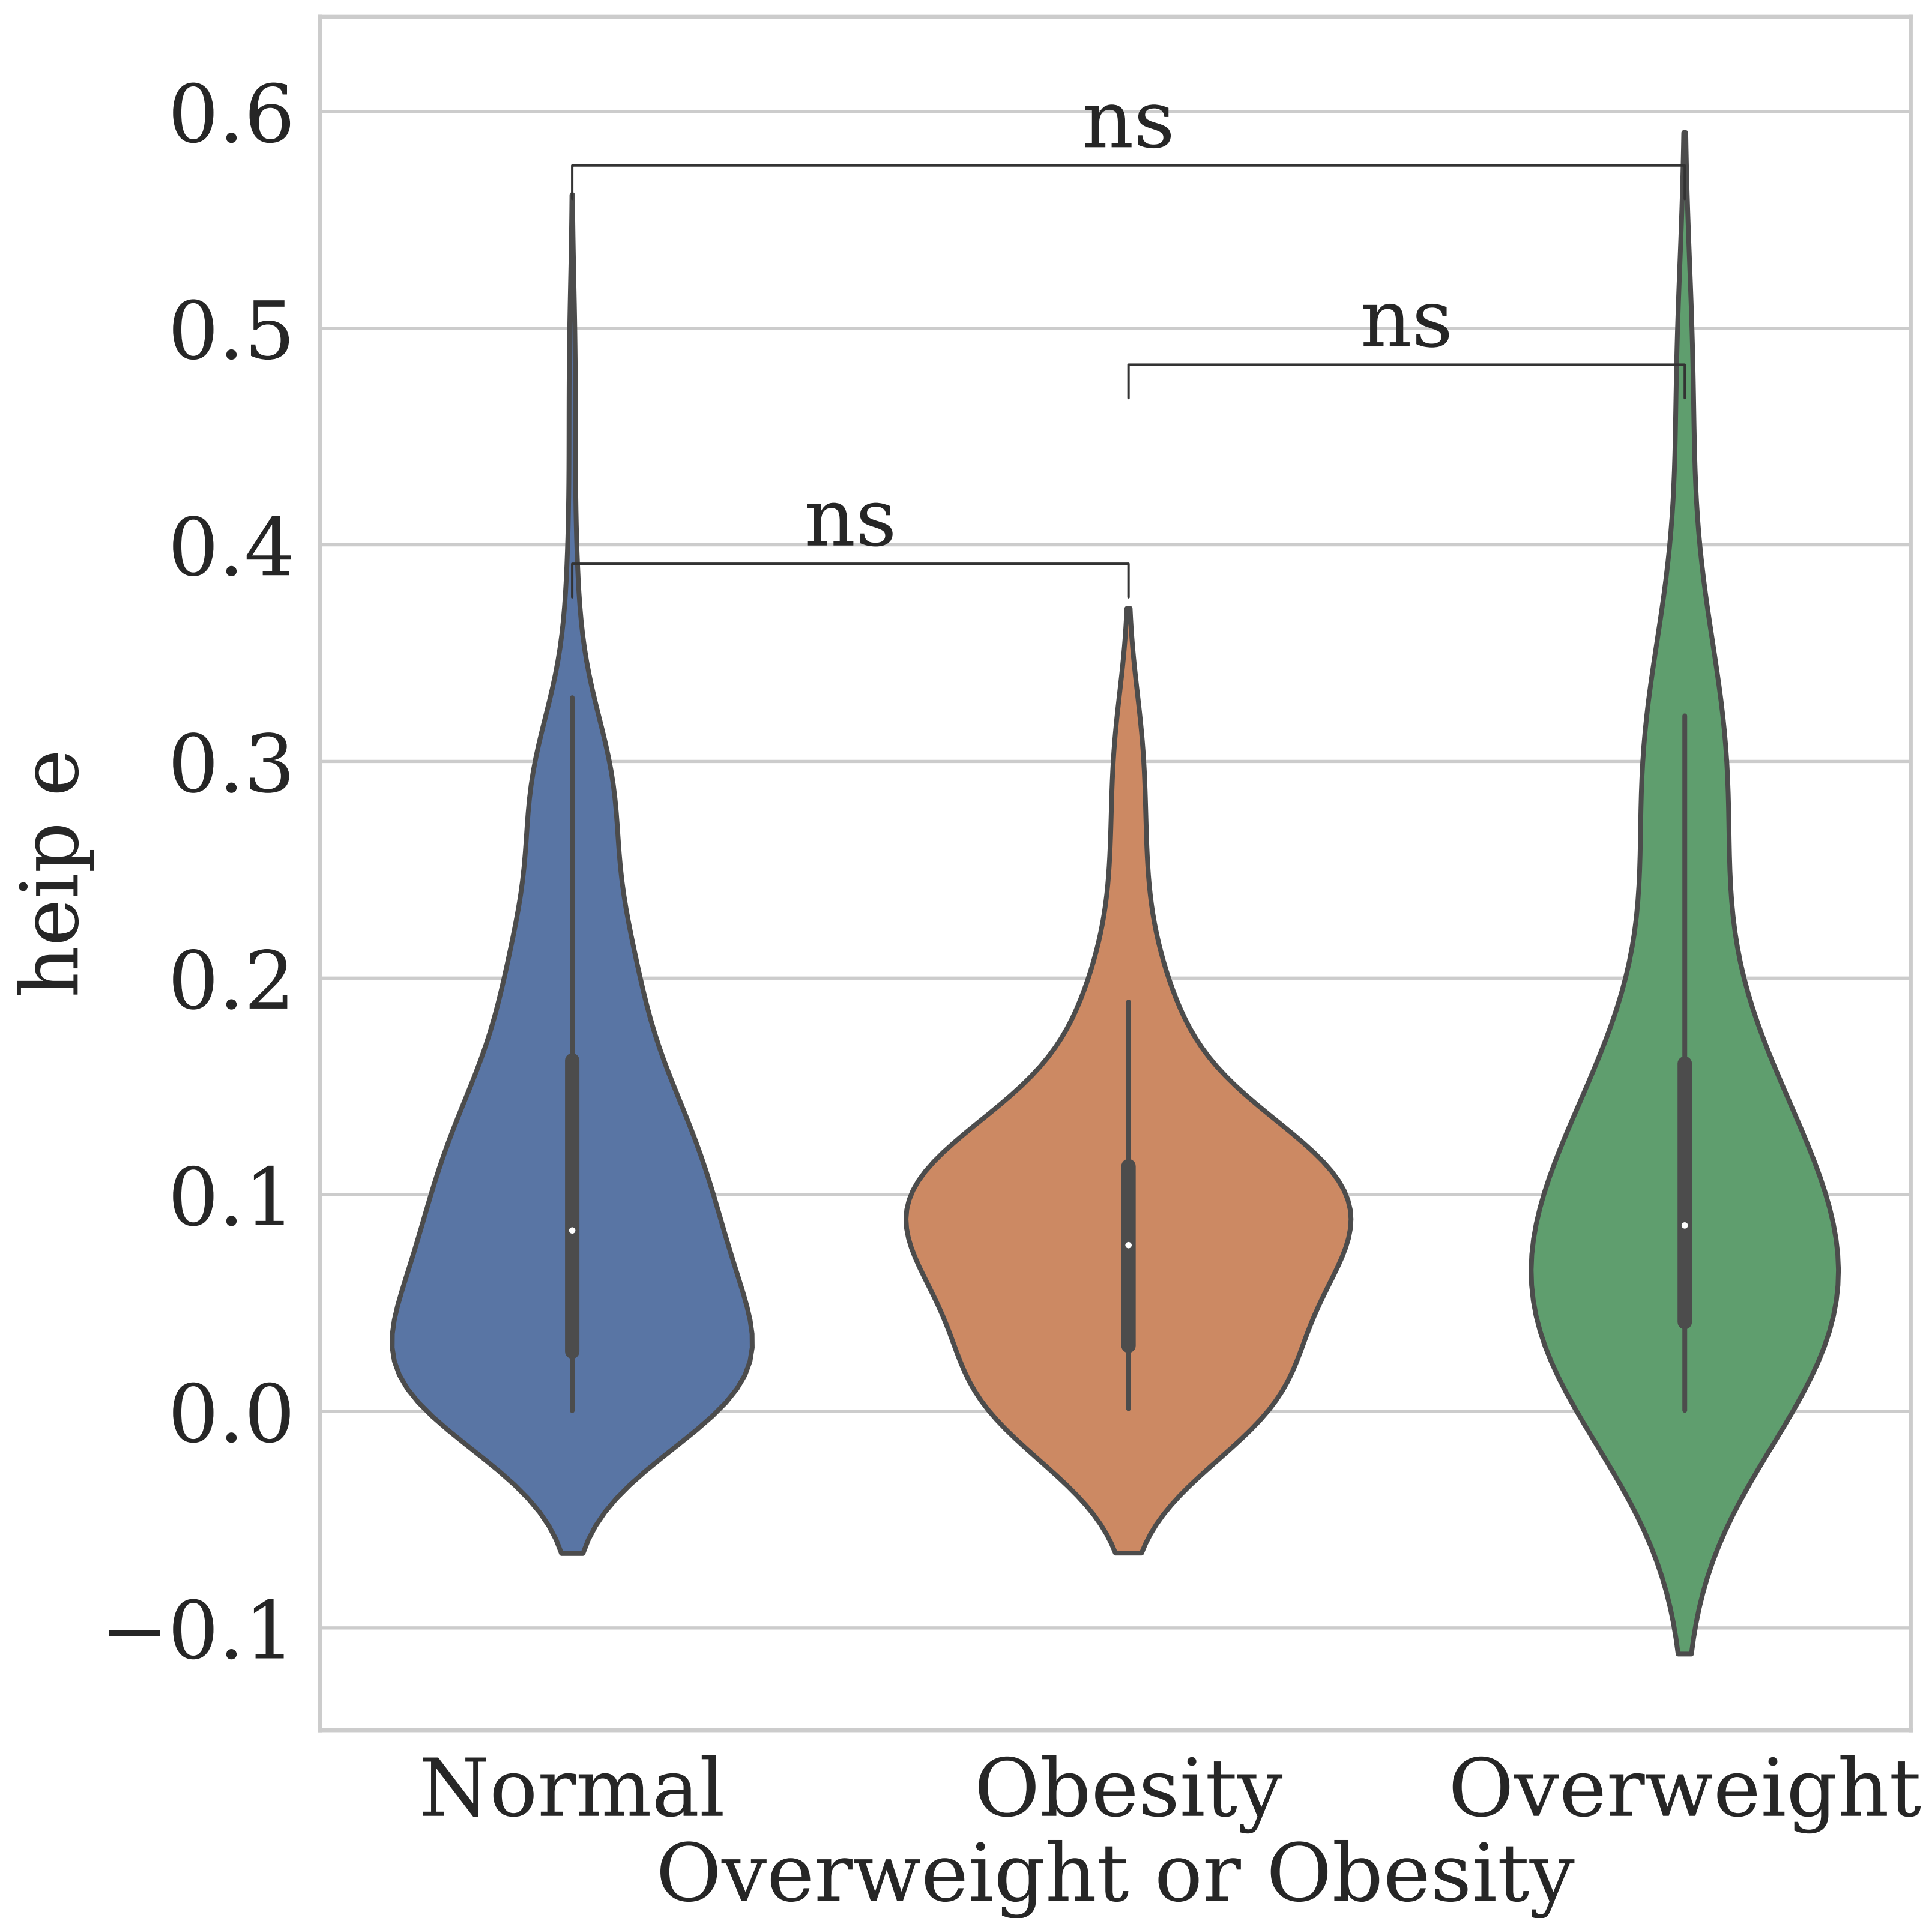 0.6
ns
0.5
ns
0.4
ns
0.3
heip e
0.2
0.1
0.0
−0.1
Normal Obesity Overweight
Overweight or Obesity